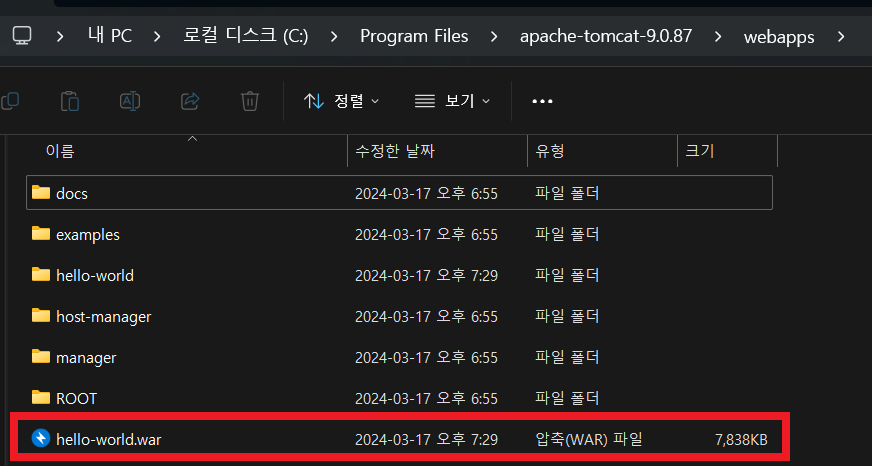 내 PC > 로컬 디스크 (C:) > Program Files > apache-tomcat-9.0.87 > webapps >
정렬 보기 •••
이름 수정한 날짜 유형 크기
docs 2024-03-17 오후 6:55 파일 폴더
examples 2024-03-17 오후 6:55 파일 폴더
hello-world 2024-03-17 오후 7:29 파일 폴더
host-manager 2024-03-17 오후 6:55 파일 폴더
manager 2024-03-17 오후 6:55 파일 폴더
ROOT 2024-03-17 오후 6:55 파일 폴더
hello-world.war 2024-03-17 오후 7:29 압축(WAR) 파일 7,838KB